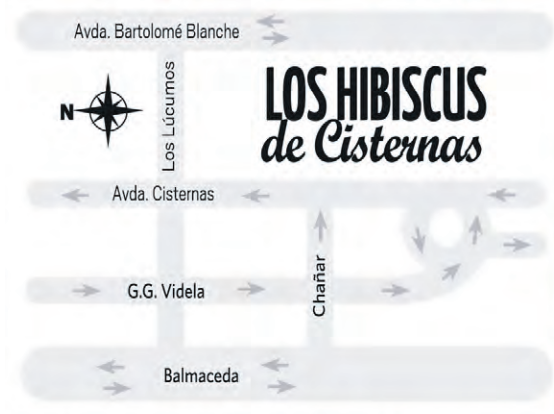 Avda. Bartolomé Blanche
Los Lúcumos
N
LOS HIBISCUS
de Cisternas
Avda. Cisternas
G.G. Videla
Chañar
Balmaceda